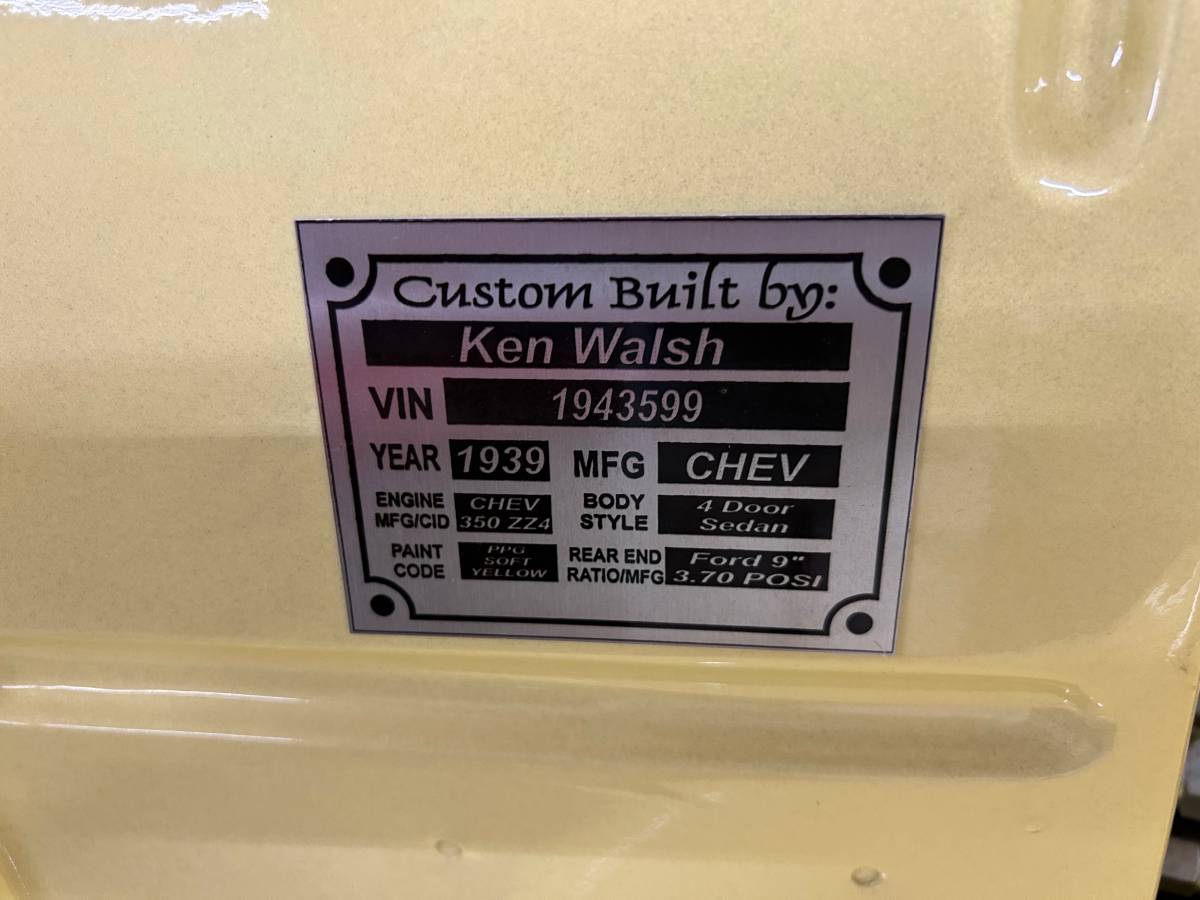 Custom Built by:
Ken Walsh
VIN 1943599
YEAR 1939 MFG CHEV
ENGINE MFG/CID CHEV 350 ZZ4 BODY STYLE 4 Door Sedan
PAINT CODE PPG SOFT YELLOW REAR END RATIO/MFG Ford 9" 3.70 POSI